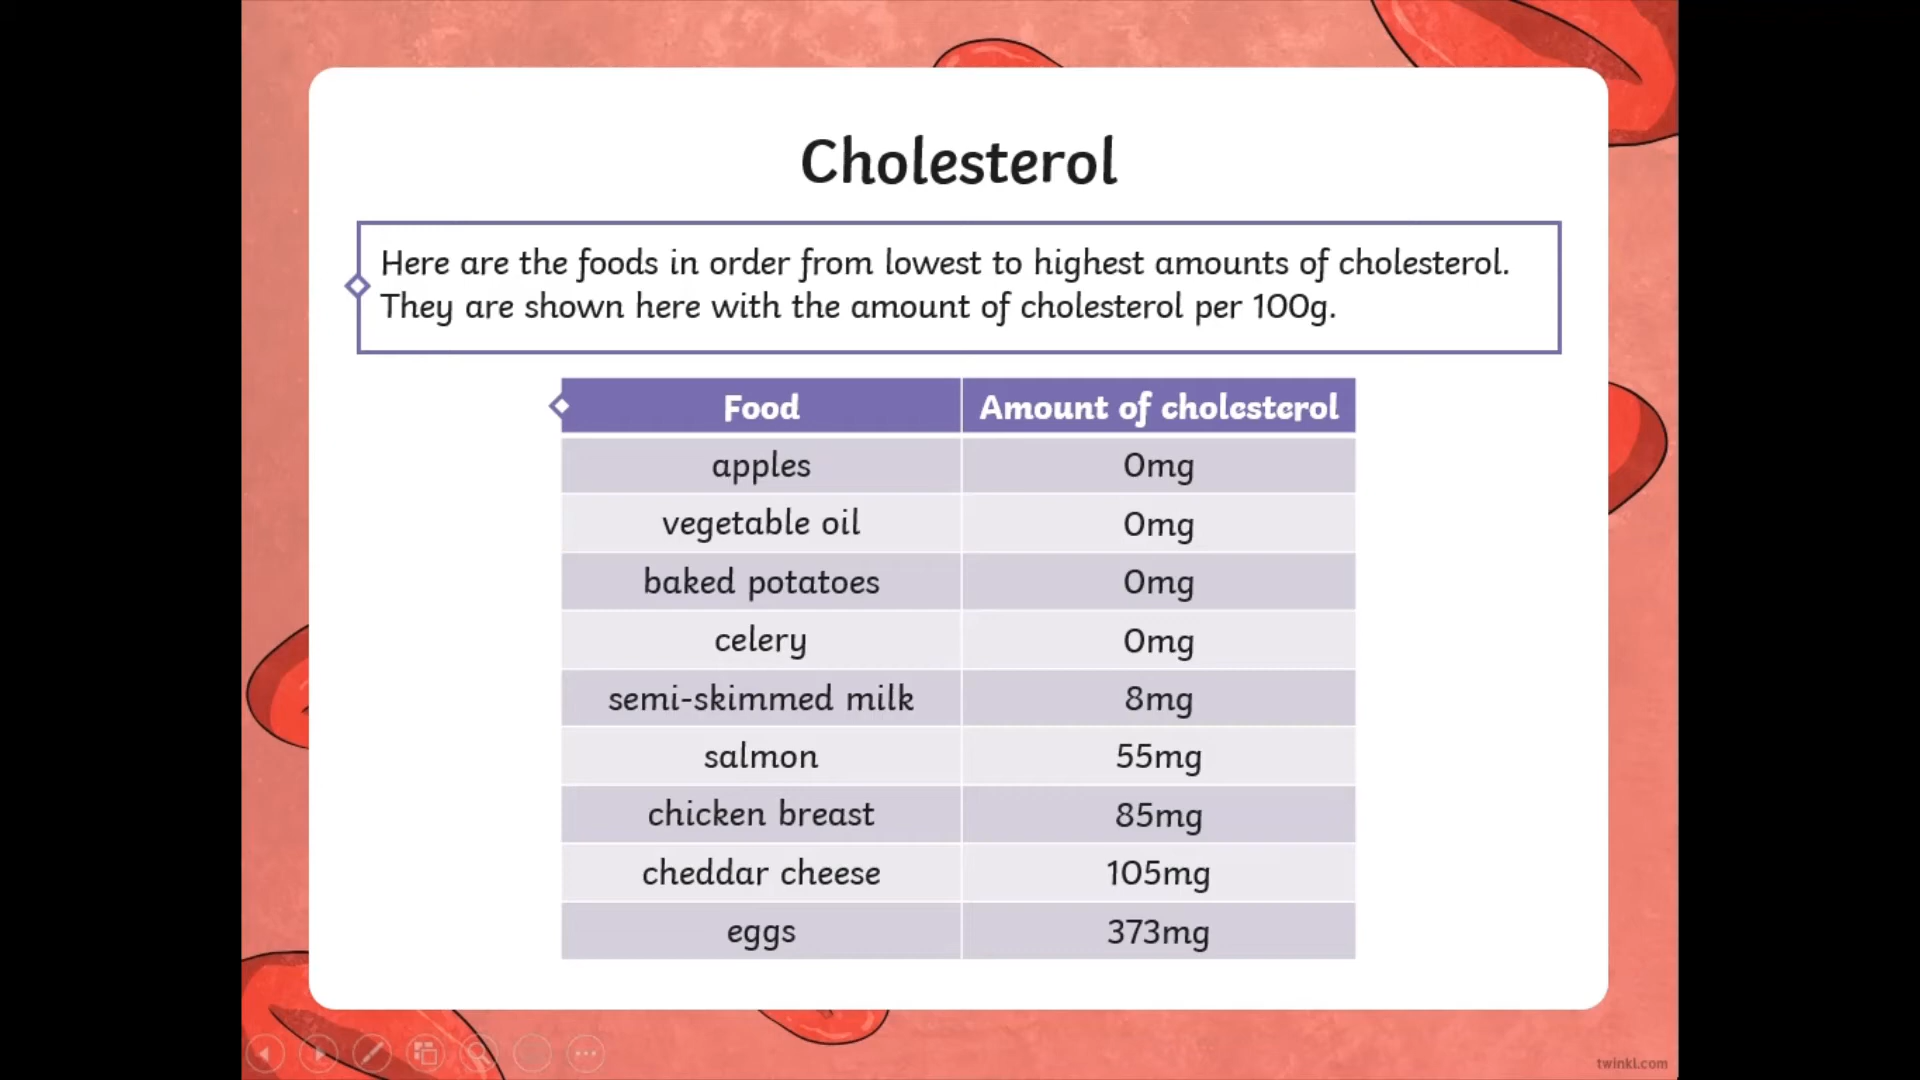 Cholesterol
Here are the foods in order from lowest to highest amounts of cholesterol.
They are shown here with the amount of cholesterol per 100g.
Food Amount of cholesterol
apples 0mg
vegetable oil 0mg
baked potatoes 0mg
celery 0mg
semi-skimmed milk 8mg
salmon 55mg
chicken breast 85mg
cheddar cheese 105mg
eggs 373mg
twinkl.com